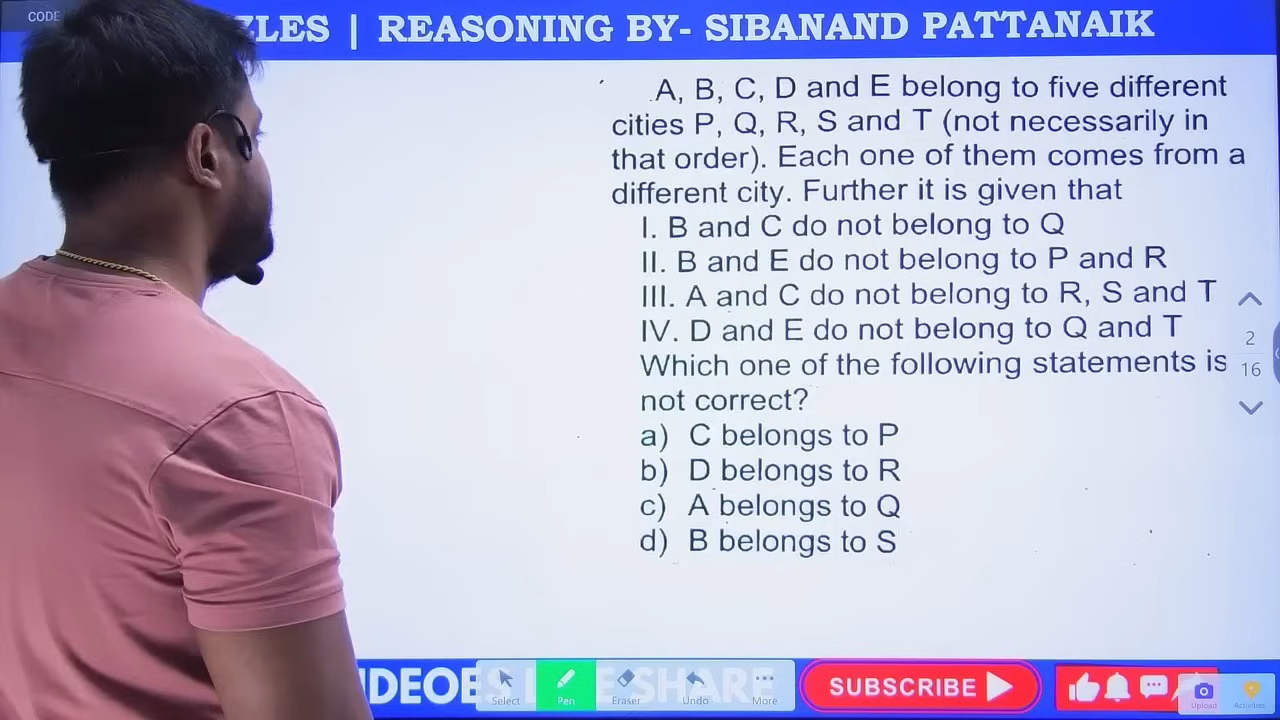 CODE
ZLES | REASONING BY- SIBANAND PATTANAIK
A, B, C, D and E belong to five different
cities P, Q, R, S and T (not necessarily in
that order). Each one of them comes from a
different city. Further it is given that
I. B and C do not belong to Q
II. B and E do not belong to P and R
III. A and C do not belong to R, S and T
IV. D and E do not belong to Q and T
Which one of the following statements is
not correct?
a) C belongs to P
b) D belongs to R
c) A belongs to Q
d) B belongs to S
2
16
IDEOES
SHARE
Select
Pen
Eraser
Undo
More
SUBSCRIBE
Upload
Activities